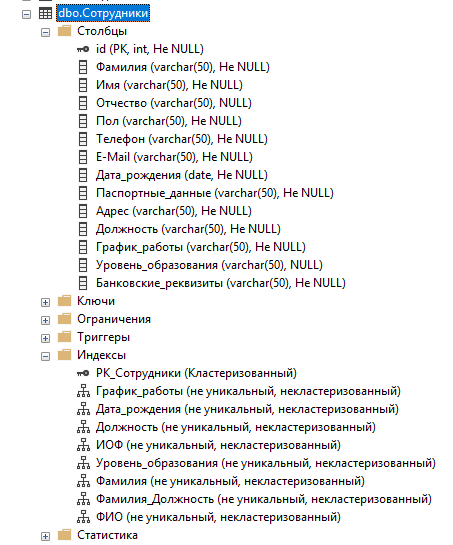 dbo.Сотрудники
Столбцы
id (PK, int, Не NULL)
Фамилия (varchar(50), Не NULL)
Имя (varchar(50), Не NULL)
Отчество (varchar(50), NULL)
Пол (varchar(50), Не NULL)
Телефон (varchar(50), Не NULL)
E-Mail (varchar(50), Не NULL)
Дата_рождения (date, Не NULL)
Паспортные_данные (varchar(50), Не NULL)
Адрес (varchar(50), Не NULL)
Должность (varchar(50), Не NULL)
График_работы (varchar(50), Не NULL)
Уровень_образования (varchar(50), NULL)
Банковские_реквизиты (varchar(50), Не NULL)
Ключи
Ограничения
Триггеры
Индексы
PK_Сотрудники (Кластеризованный)
График_работы (не уникальный, некластеризованный)
Дата_рождения (не уникальный, некластеризованный)
Должность (не уникальный, некластеризованный)
ИОФ (не уникальный, некластеризованный)
Уровень_образования (не уникальный, некластеризованный)
Фамилия (не уникальный, некластеризованный)
Фамилия_Должность (не уникальный, некластеризованный)
ФИО (не уникальный, некластеризованный)
Статистика